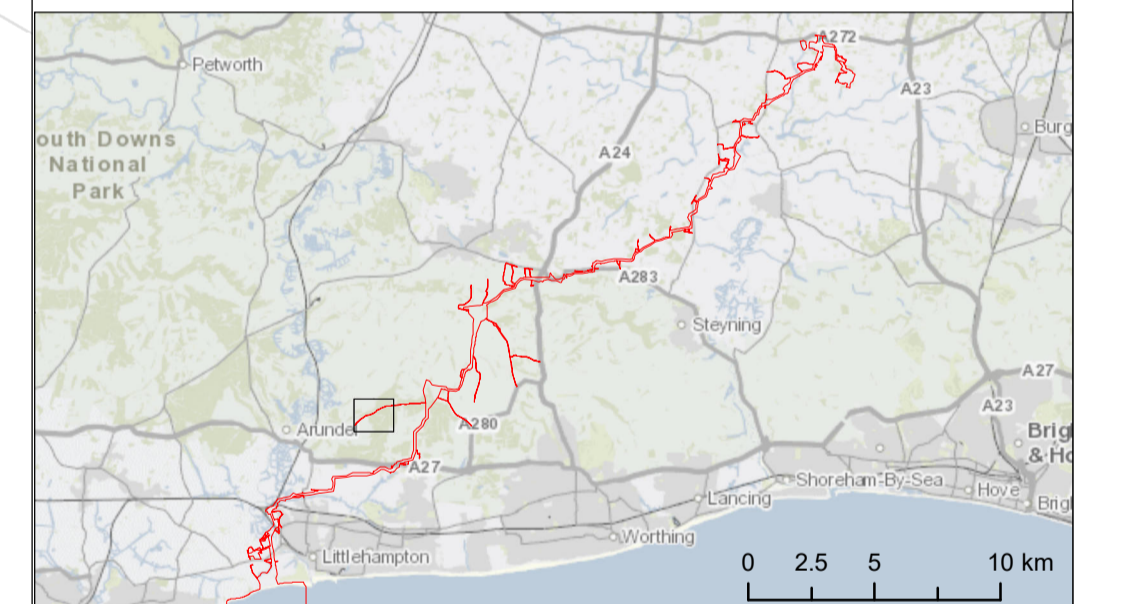 A272
Petworth
A23
Burg
outh Downs
National
Park
A24
A283
Steyning
A27
A23
Arundel
A280
Brig
& Ho
A27
Shoreham-By-Sea
Hove
Lancing
Brig
Worthing
Littlehampton
0 2.5 5 10 km